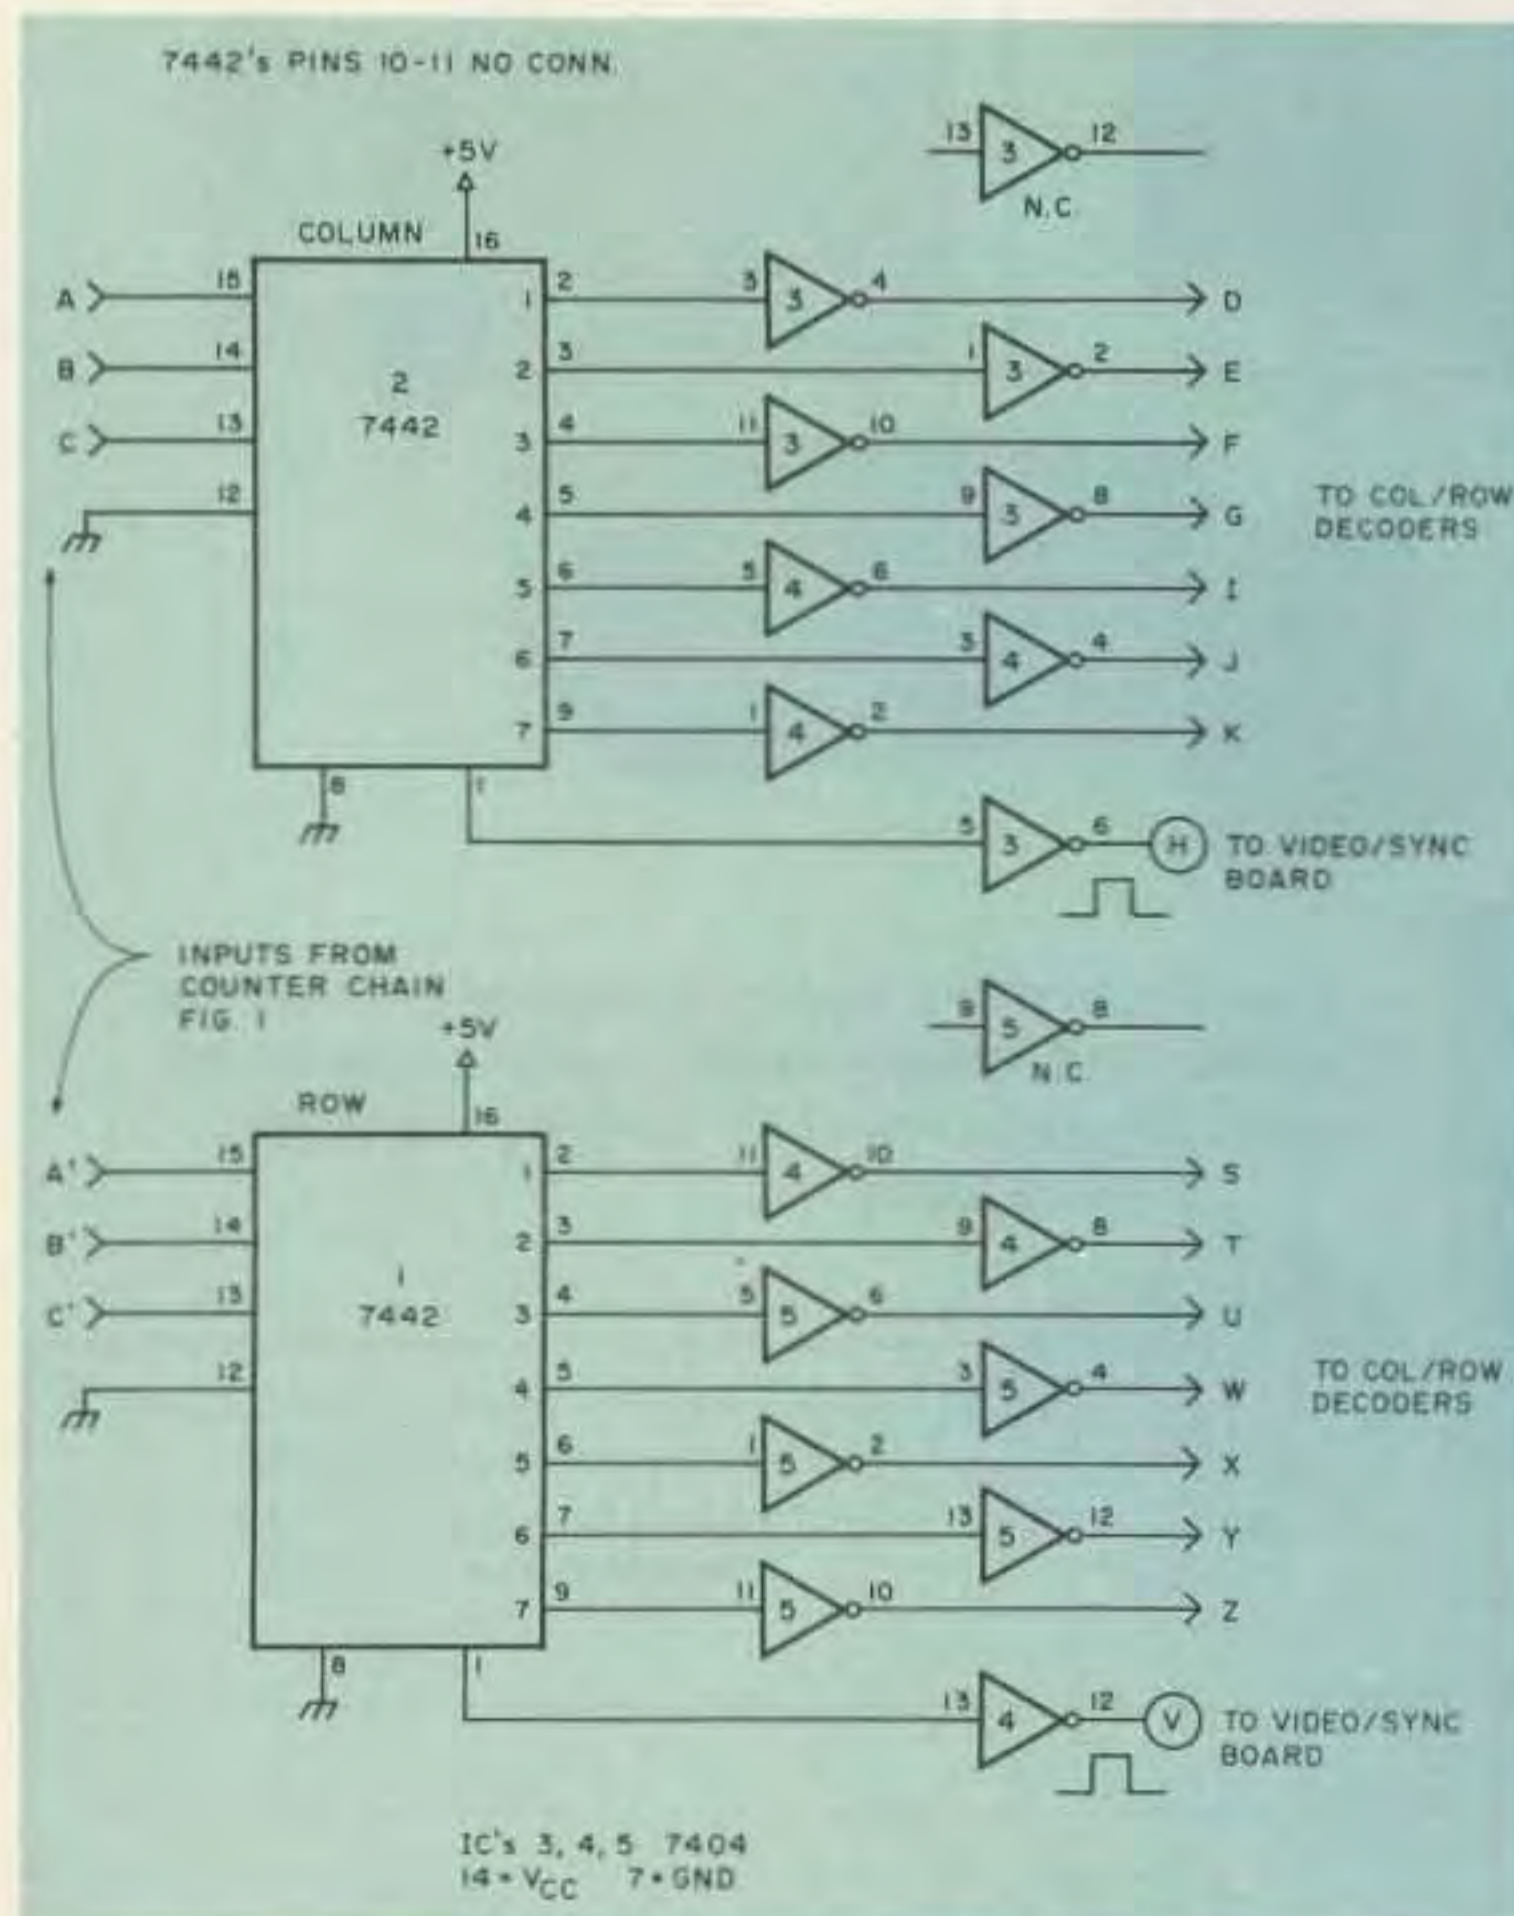 7442's PINS 10-11 NO CONN.
13 3 12
N.C.
+5V
COLUMN
16
A 15
B 14
C 13
12
2
7442
1 2 3 3 4 D
2 3 1 3 2 E
3 4 11 3 10 F
4 5 9 3 8 G
5 6 5 4 6 I
6 7 3 4 4 J
7 9 1 4 2 K
TO COL/ROW
DECODERS
8 1
5 3 6 H
TO VIDEO/SYNC
BOARD
INPUTS FROM
COUNTER CHAIN
FIG. 1
9 5 8
N.C.
+5V
ROW
16
A' 15
B' 14
C' 13
12
1
7442
1 2 11 4 10 S
2 3 9 4 8 T
3 4 5 5 6 U
4 5 3 5 4 W
5 6 1 5 2 X
6 7 13 5 12 Y
7 9 11 5 10 Z
TO COL/ROW
DECODERS
8 1
13 4 12 V
TO VIDEO/SYNC
BOARD
IC's 3, 4, 5 7404
14=VCC 7=GND